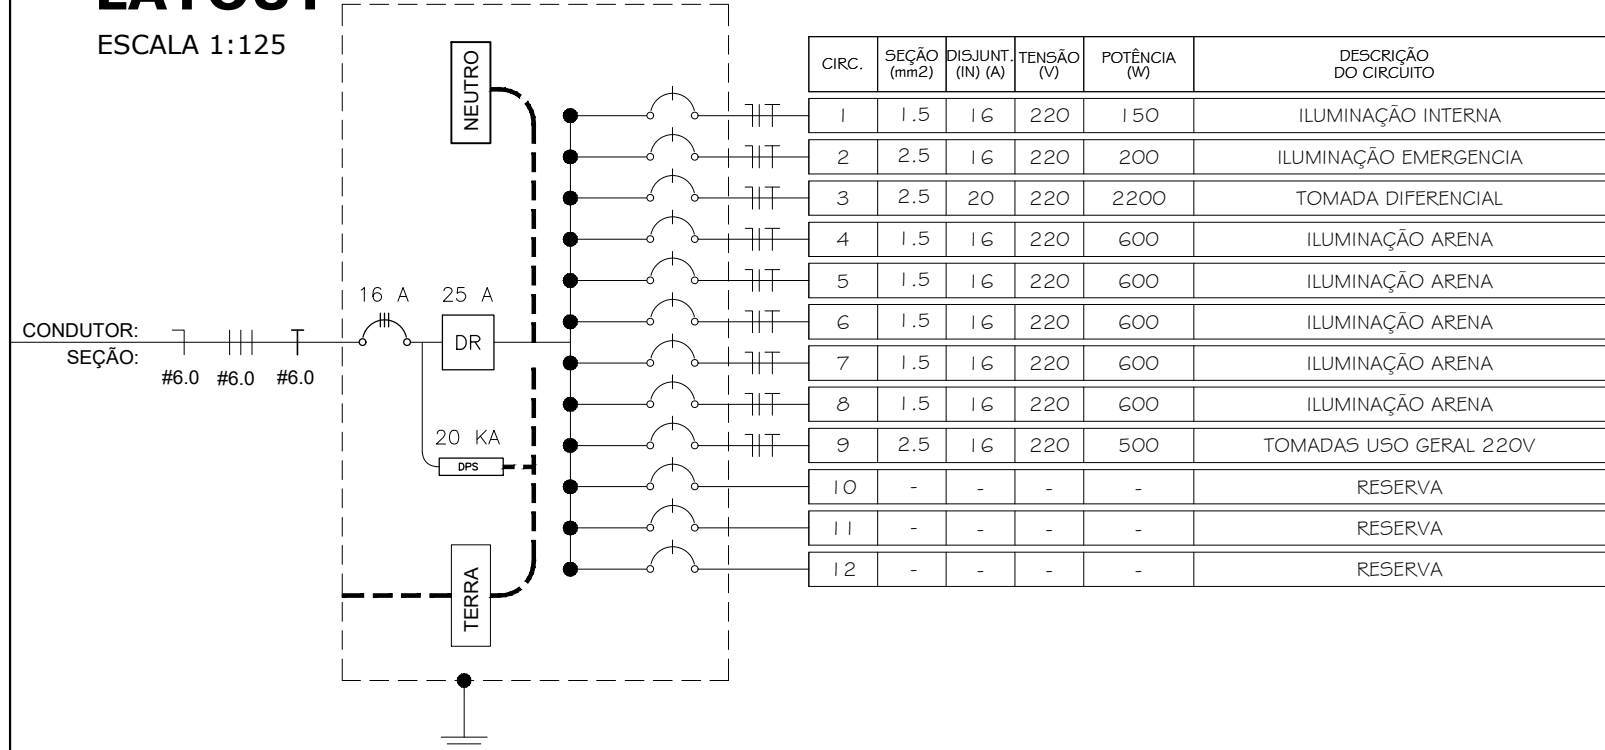 LAYOUT
ESCALA 1:125
NEUTRO
CONDUTOR:
SEÇÃO:
#6.0 #6.0 #6.0
16 A
25 A
DR
20 KA
DPS
TERRA
CIRC. SEÇÃO (mm2) DISJUNT. (IN) (A) TENSÃO (V) POTÊNCIA (W) DESCRIÇÃO DO CIRCUITO
1 1.5 16 220 150 ILUMINAÇÃO INTERNA
2 2.5 16 220 200 ILUMINAÇÃO EMERGENCIA
3 2.5 20 220 2200 TOMADA DIFERENCIAL
4 1.5 16 220 600 ILUMINAÇÃO ARENA
5 1.5 16 220 600 ILUMINAÇÃO ARENA
6 1.5 16 220 600 ILUMINAÇÃO ARENA
7 1.5 16 220 600 ILUMINAÇÃO ARENA
8 1.5 16 220 600 ILUMINAÇÃO ARENA
9 2.5 16 220 500 TOMADAS USO GERAL 220V
10 - - - - RESERVA
11 - - - - RESERVA
12 - - - - RESERVA